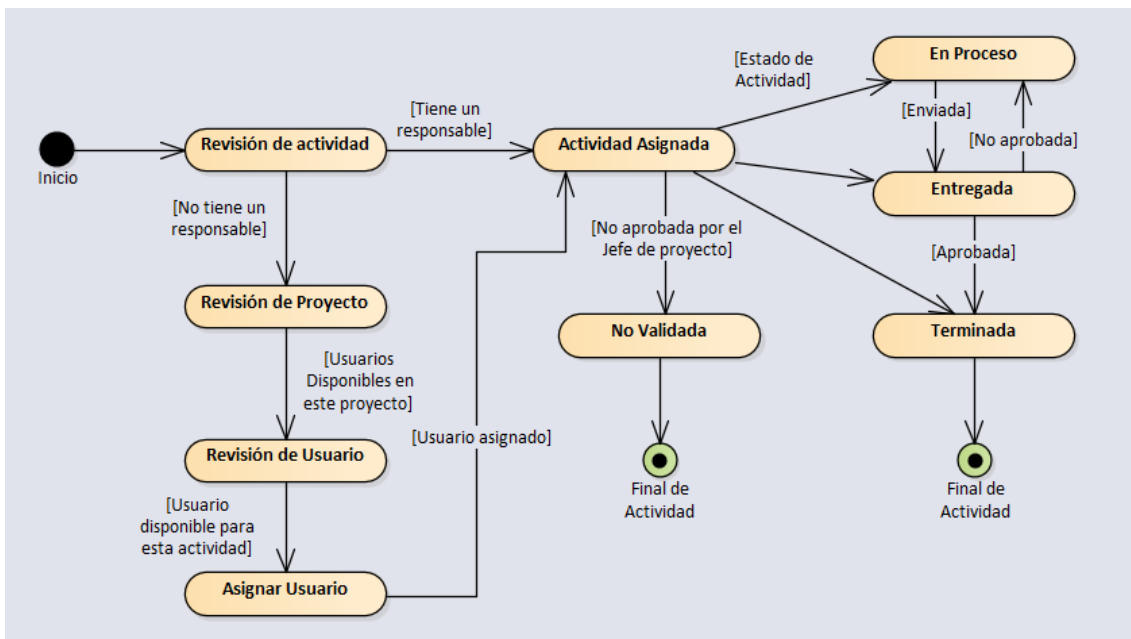 En Proceso
[Estado de
Actividad]
[Tiene un
responsable]
[Enviada]
[No aprobada]
Revisión de actividad
Actividad Asignada
Inicio
Entregada
[No tiene un
responsable]
[No aprobada por el
Jefe de proyecto]
[Aprobada]
Revisión de Proyecto
No Validada
Terminada
[Usuarios
Disponibles en
este proyecto]
[Usuario asignado]
Revisión de Usuario
Final de
Actividad
Final de
Actividad
[Usuario
disponible para
esta actividad]
Asignar Usuario